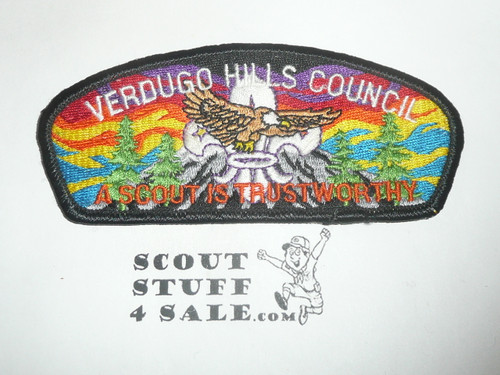 VERDUGO HILLS COUNCIL
A SCOUT IS TRUSTWORTHY
SCOUT
STUFF
4 SALE.COM